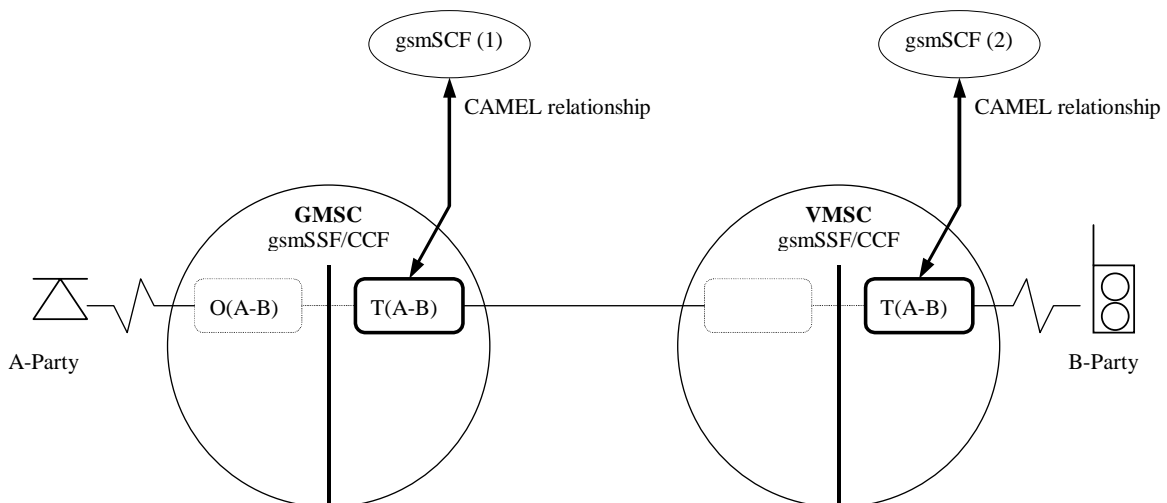 gsmSCF (1)
gsmSCF (2)
CAMEL relationship
CAMEL relationship
GMSC
gsmSSF/CCF
VMSC
gsmSSF/CCF
O(A-B)
T(A-B)
T(A-B)
A-Party
B-Party